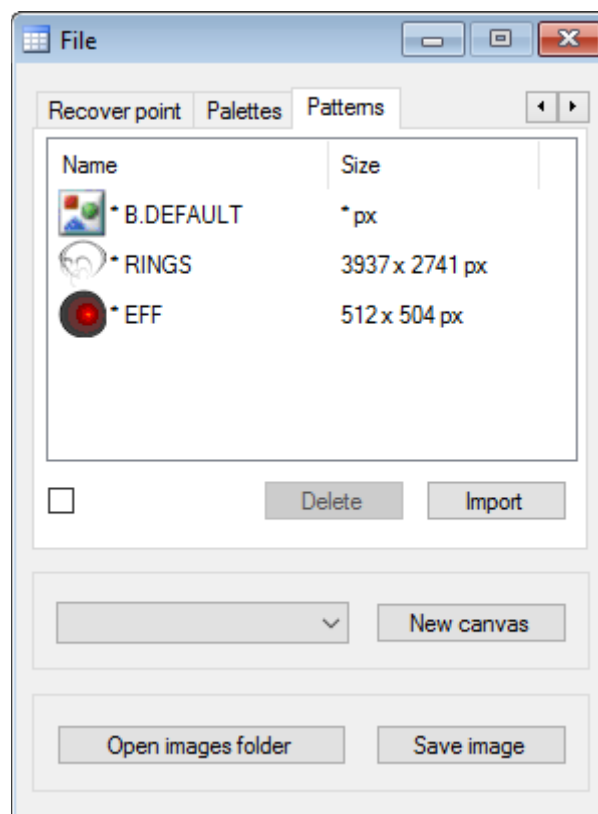 File
Recover point Palettes Patterns
Name Size
* B.DEFAULT * px
* RINGS 3937 x 2741 px
* EFF 512 x 504 px
Delete Import
New canvas
Open images folder Save image